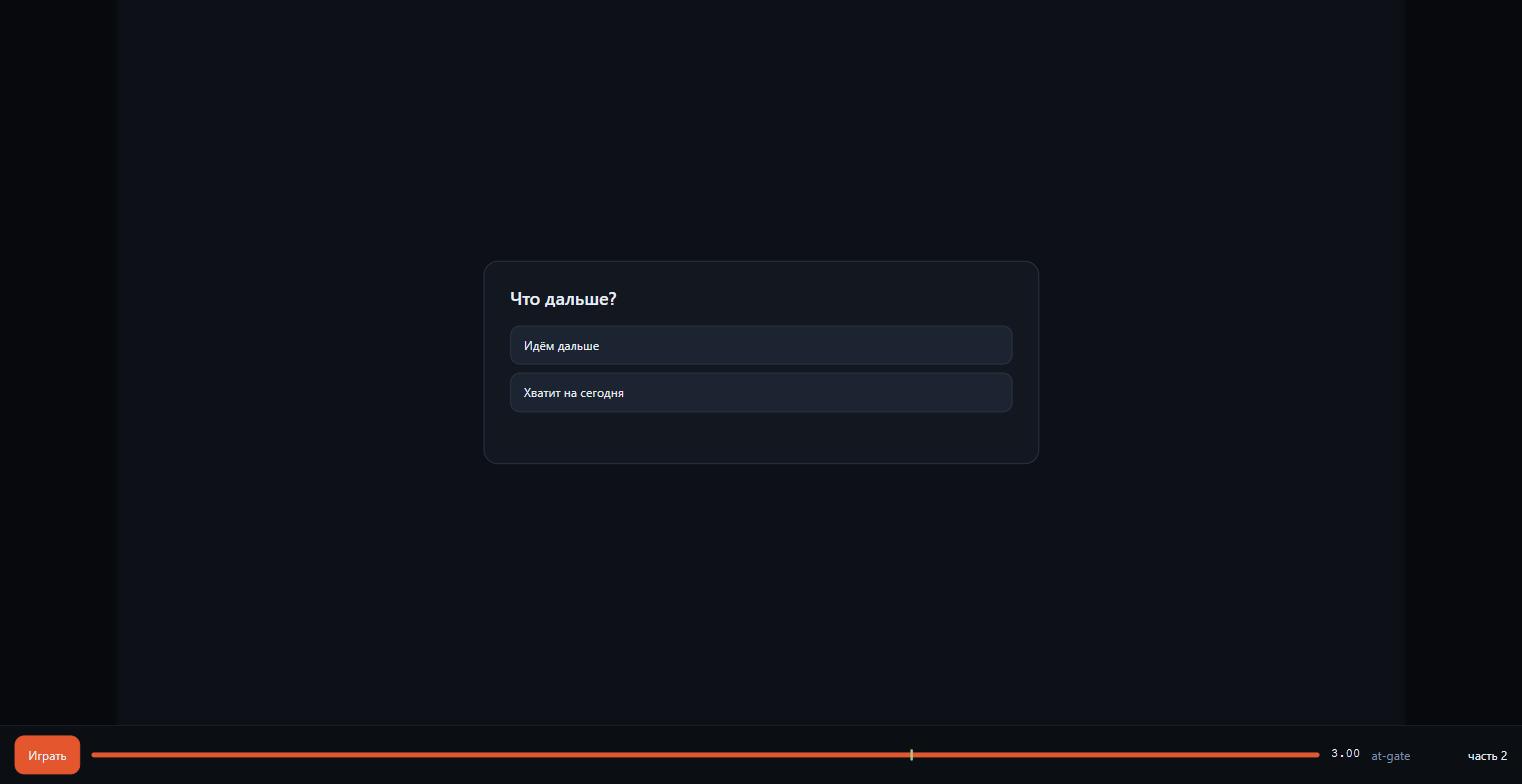 Что дальше?
Идём дальше
Хватит на сегодня
Играть
3.00
at-gate
часть 2